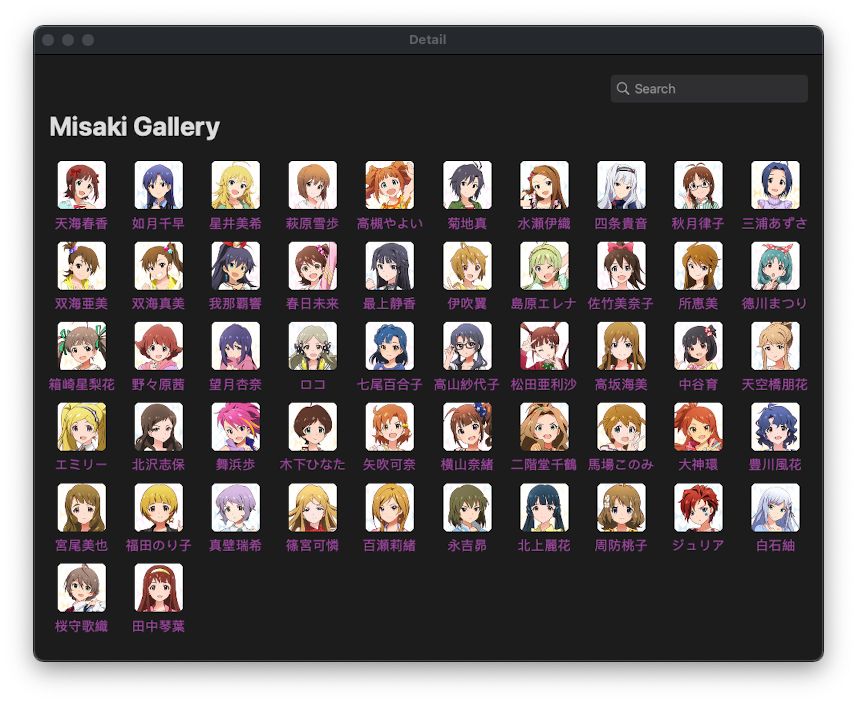 Detail
Search
Misaki Gallery
天海春香 如月千早 星井美希 萩原雪歩 高槻やよい 菊地真 水瀬伊織 四条貴音 秋月律子 三浦あずさ
双海亜美 双海真美 我那覇響 春日未来 最上静香 伊吹翼 島原エレナ 佐竹美奈子 所恵美 徳川まつり
箱崎星梨花 野々原茜 望月杏奈 ロコ 七尾百合子 高山紗代子 松田亜利沙 高坂海美 中谷育 天空橋朋花
エミリー 北沢志保 舞浜歩 木下ひなた 矢吹可奈 横山奈緒 二階堂千鶴 馬場このみ 大神環 豊川風花
宮尾美也 福田のり子 真壁瑞希 篠宮可憐 百瀬莉緒 永吉昴 北上麗花 周防桃子 ジュリア 白石紬
桜守歌織 田中琴葉